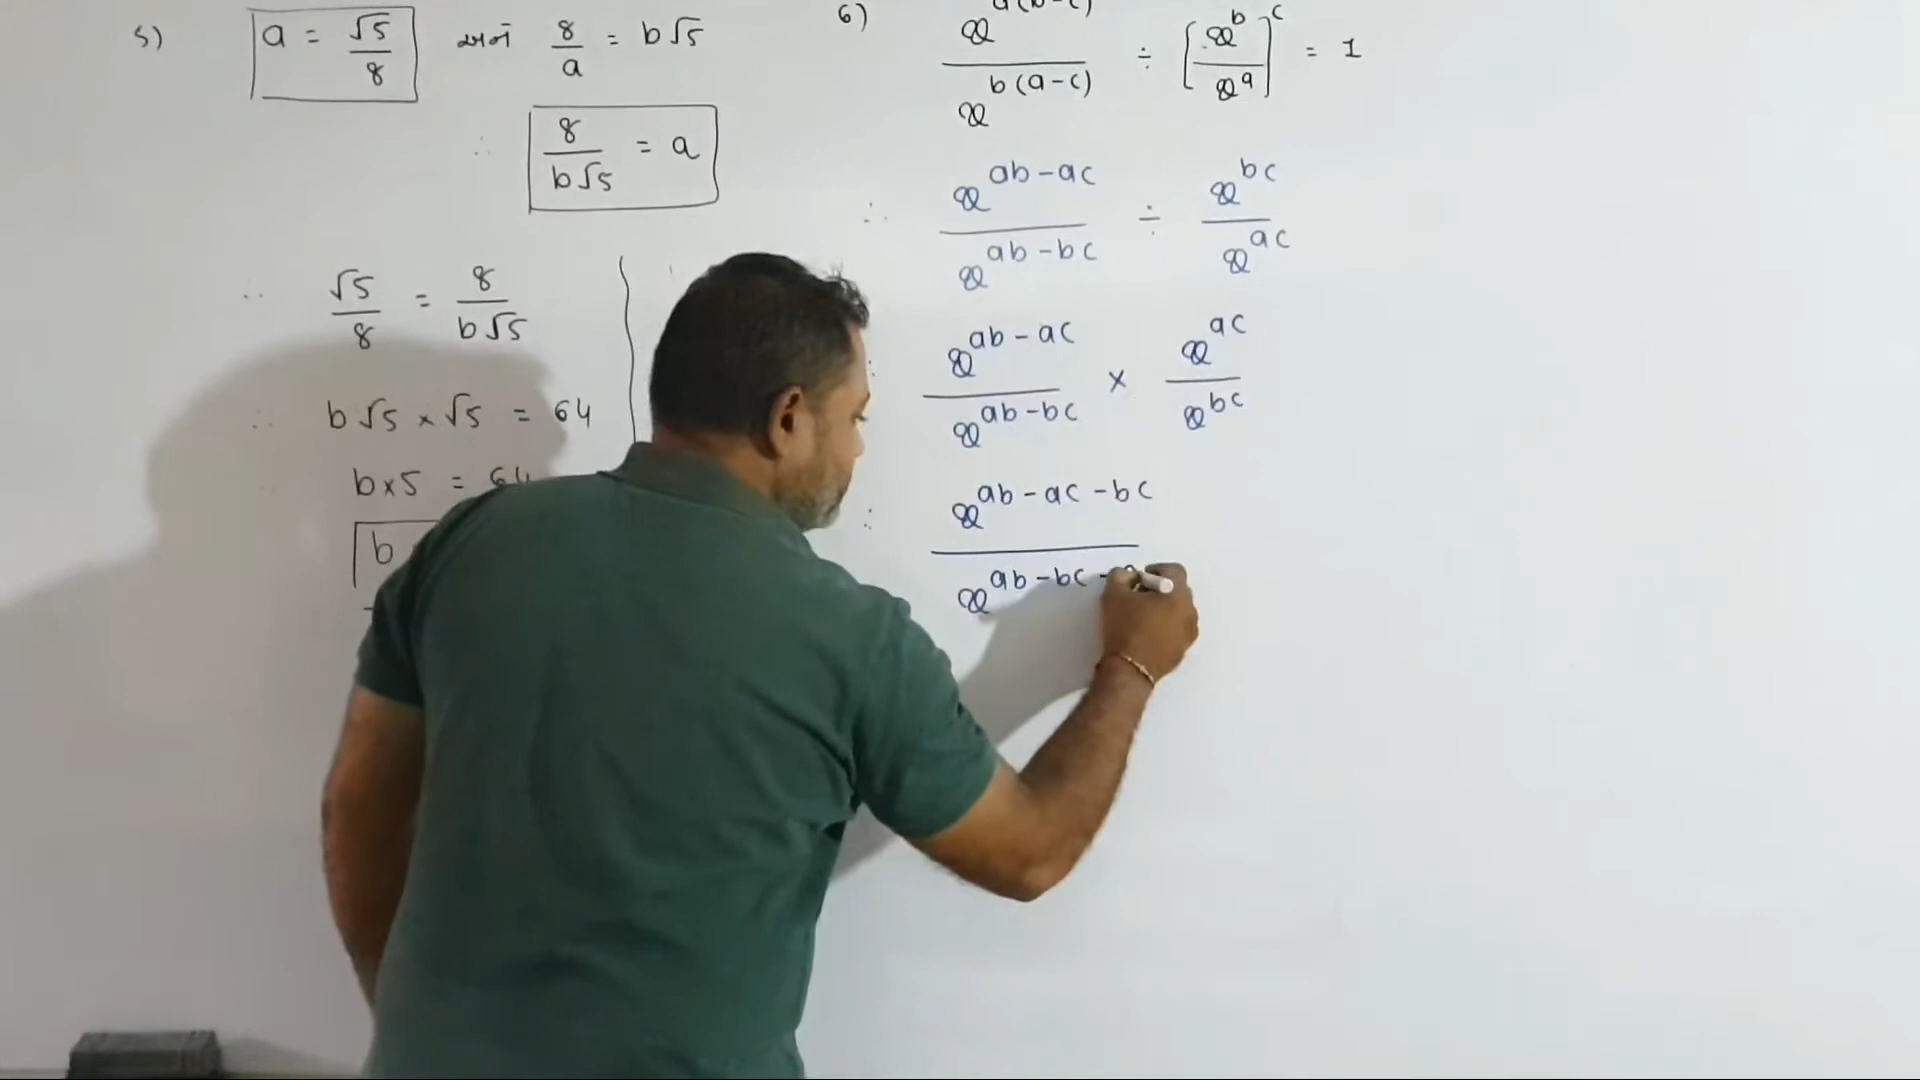 5) a = √5/8 અને 8/a = b√5
∴ 8/b√5 = a
∴ √5/8 = 8/b√5
∴ b√5 × √5 = 64
b×5 = 64
b
6) x^a(b-c) / x^b(a-c) ÷ [x^b/x^a]^c = 1
∴ x^ab-ac / x^ab-bc ÷ x^bc / x^ac
x^ab-ac / x^ab-bc × x^ac / x^bc
∴ x^ab-ac-bc
x^ab-bc-